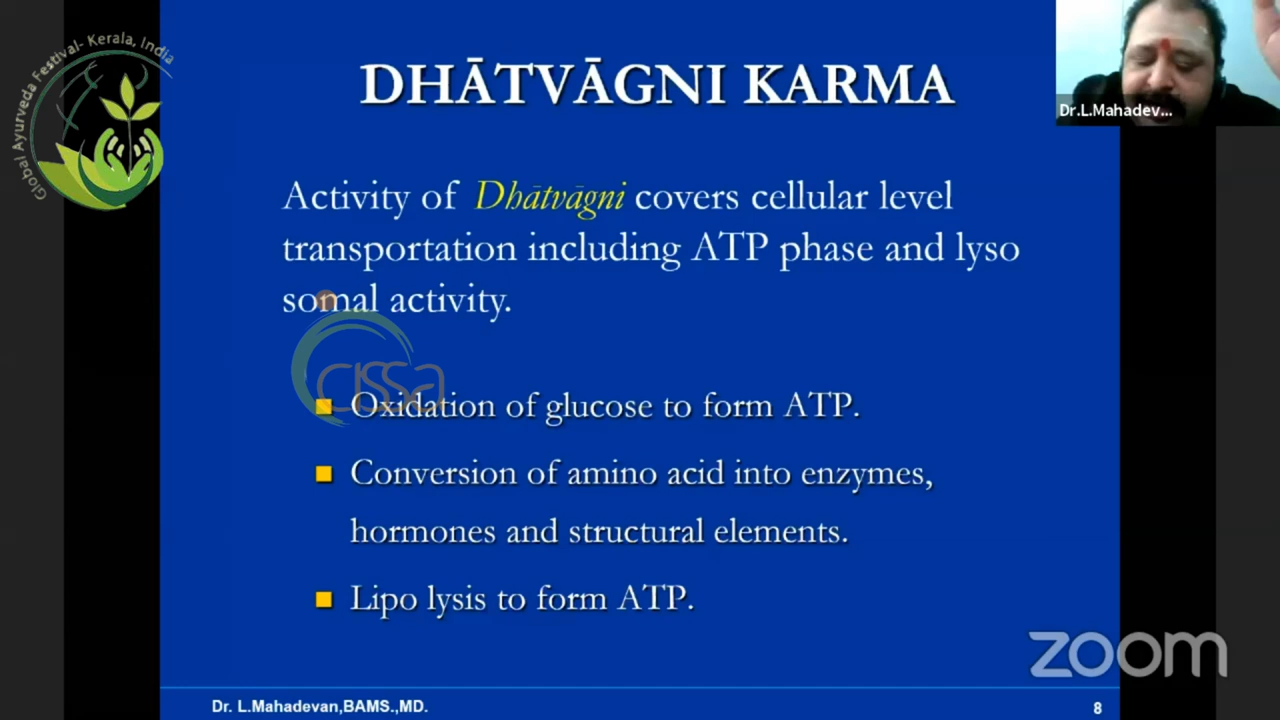 Global Ayurveda Festival- Kerala, India
DHĀTVĀGNI KARMA
Dr.L.Mahadev...
Activity of Dhātvāgni covers cellular level
transportation including ATP phase and lyso
somal activity.
cissa
Oxidation of glucose to form ATP.
Conversion of amino acid into enzymes,
hormones and structural elements.
Lipo lysis to form ATP.
zoom
Dr. L.Mahadevan,BAMS.,MD.
8